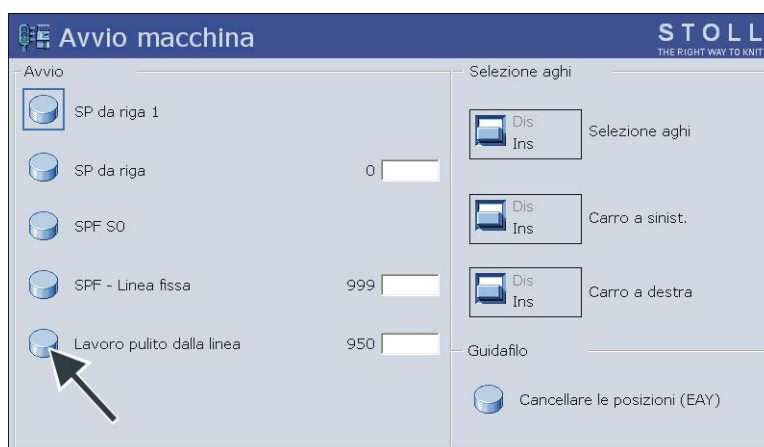 Avvio macchina
STOLL
THE RIGHT WAY TO KNIT
Avvio
SP da riga 1
SP da riga 0
SPF S0
SPF - Linea fissa 999
Lavoro pulito dalla linea 950
Selezione aghi
Dis
Ins
Selezione aghi
Dis
Ins
Carro a sinist.
Dis
Ins
Carro a destra
Guidafilo
Cancellare le posizioni (EAY)